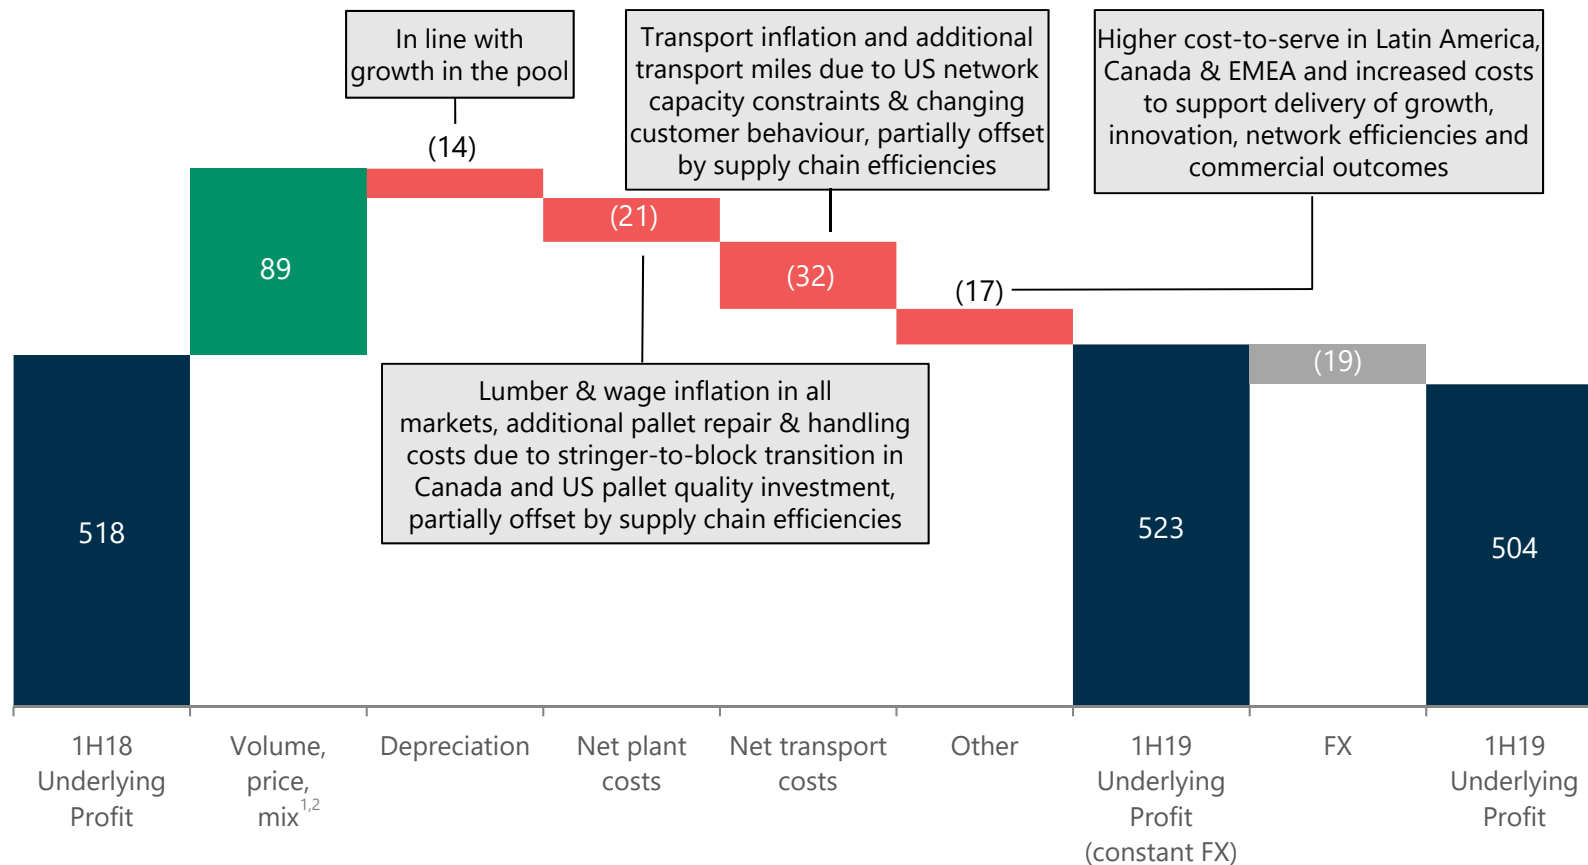 In line with
growth in the pool
Transport inflation and additional
transport miles due to US network
capacity constraints & changing
customer behaviour, partially offset
by supply chain efficiencies
Higher cost-to-serve in Latin America,
Canada & EMEA and increased costs
to support delivery of growth,
innovation, network efficiencies and
commercial outcomes
(14)
(21)
89
(32)
(17)
(19)
Lumber & wage inflation in all
markets, additional pallet repair & handling
costs due to stringer-to-block transition in
Canada and US pallet quality investment,
partially offset by supply chain efficiencies
518
523
504
1H18
Underlying
Profit
Volume,
price,
mix1,2
Depreciation
Net plant
costs
Net transport
costs
Other
1H19
Underlying
Profit
(constant FX)
FX
1H19
Underlying
Profit